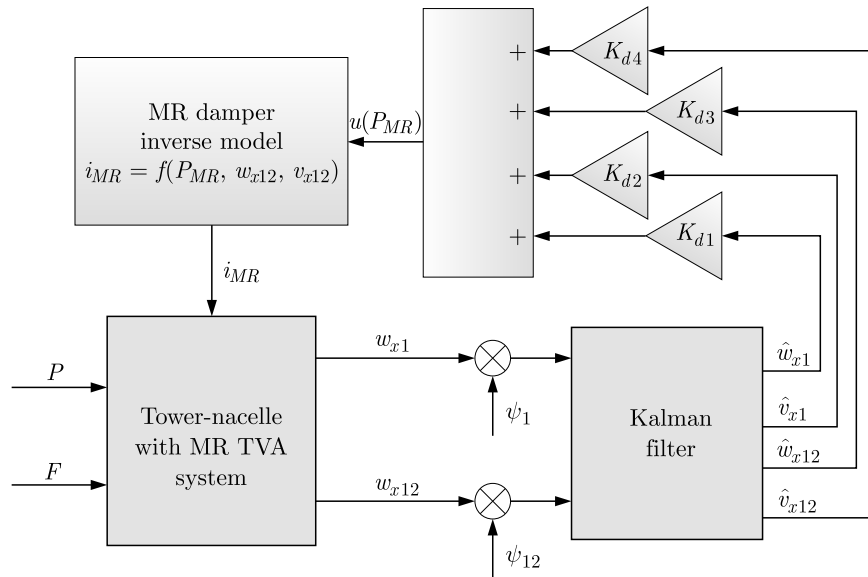 MR damper
inverse model
i_MR = f(P_MR, w_x12, v_x12)
u(P_MR)
+
K_d4
+
K_d3
+
K_d2
+
K_d1
i_MR
P
F
Tower-nacelle
with MR TVA
system
w_x1
ψ_1
w_x12
ψ_12
Kalman
filter
ŵ_x1
v̂_x1
ŵ_x12
v̂_x12